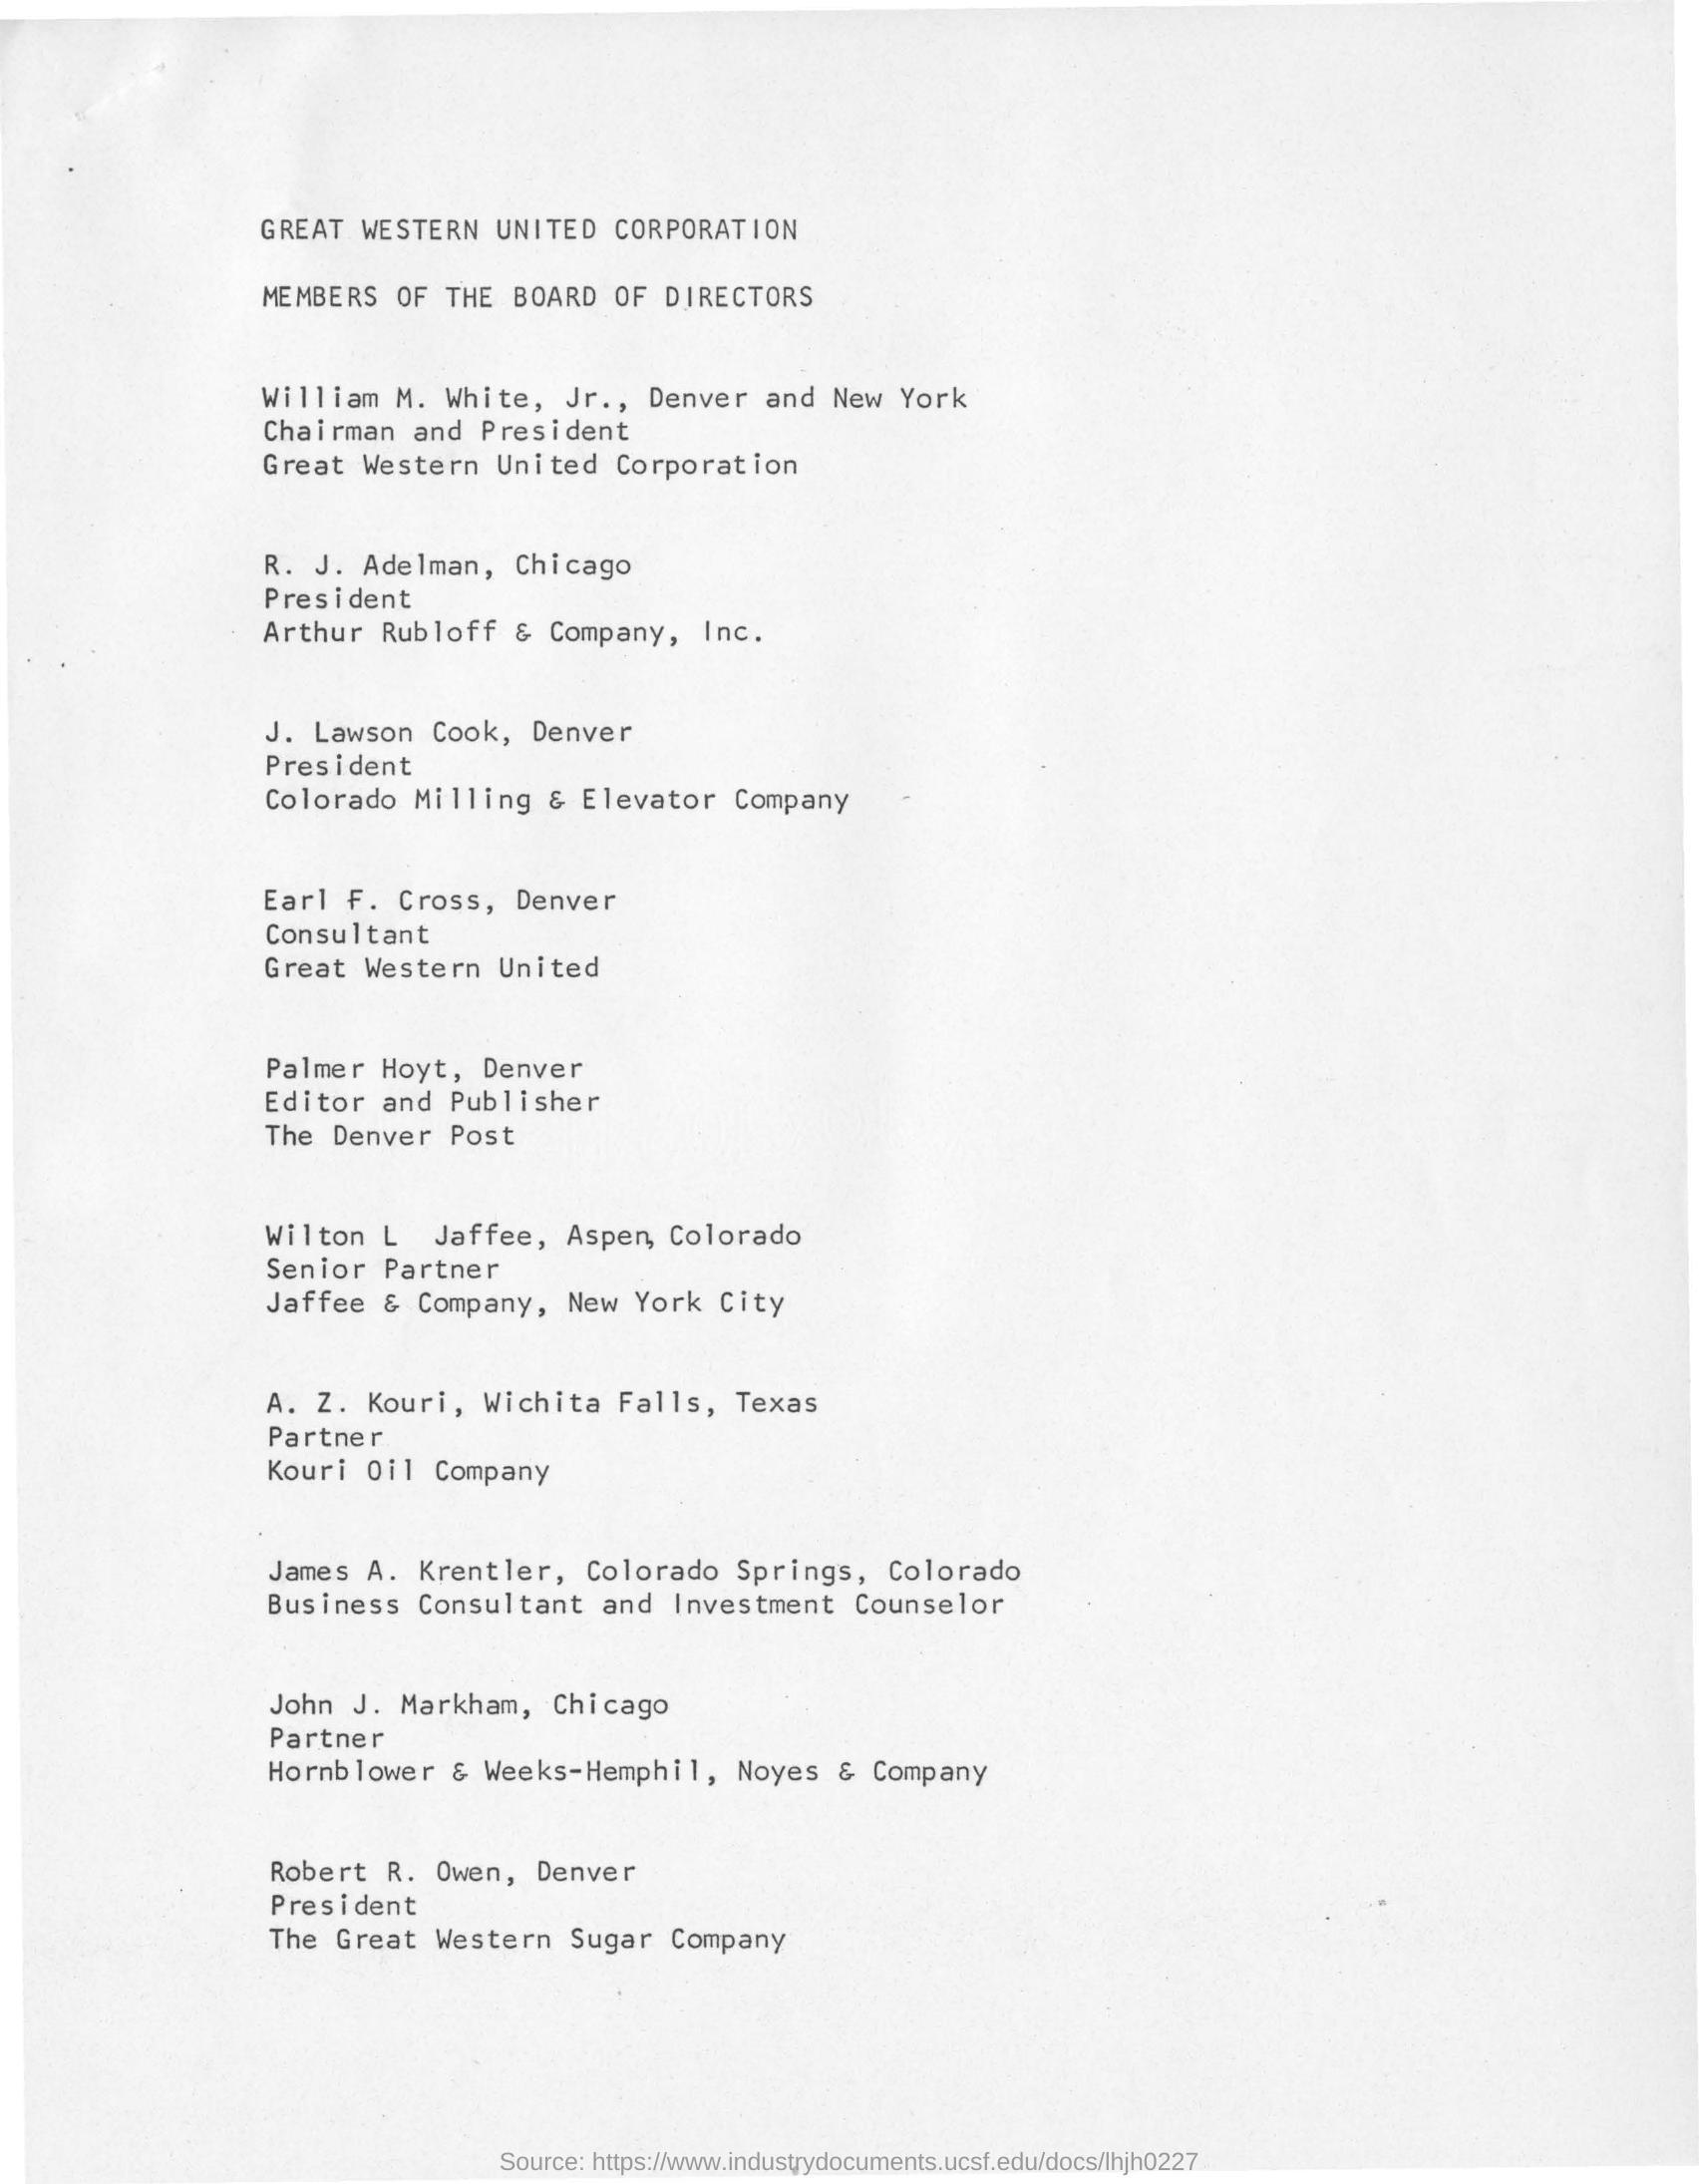 GREAT WESTERN UNITED CORPORATION
MEMBERS OF THE BOARD OF DIRECTORS
William M. White, Jr., Denver and New York
Chairman and President
Great Western United Corporation
R. J. Adelman, Chicago
President
Arthur Rubloff & Company, Inc.
J. Lawson Cook, Denver
President
Colorado Milling & Elevator Company
Earl F. Cross, Denver
Consultant
Great Western United
Palmer Hoyt, Denver
Editor and Publisher
The Denver Post
Wilton L Jaffee, Aspen, Colorado
Senior Partner
Jaffee & Company, New York City
A. Z. Kouri, Wichita Falls, Texas
Partner
Kouri Oil Company
James A. Krentler, Colorado Springs, Colorado
Business Consultant and Investment Counselor
John J. Markham, Chicago
Partner
Hornblower & Weeks-Hemphil, Noyes & Company
Robert R. Owen, Denver
President
The Great Western Sugar Company
Source: https://www.industrydocuments.ucsf.edu/docs/lhjh0227